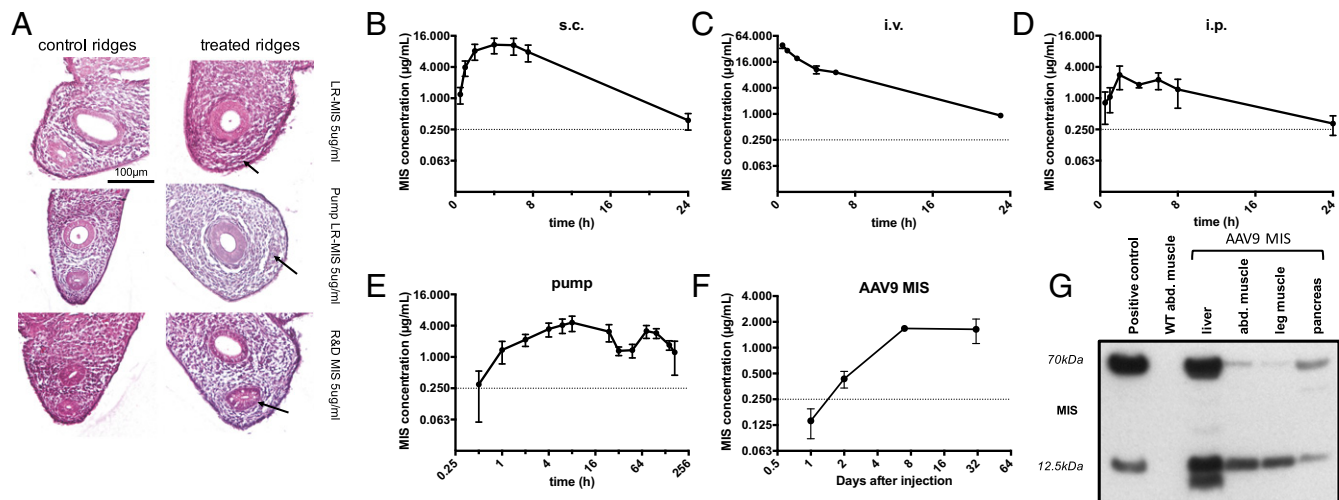 A
control ridges
treated ridges
LR-MIS 5ug/ml
100µm
Pump LR-MIS 5ug/ml
R&D MIS 5ug/ml
B
s.c.
MIS concentration (µg/mL)
16.000
4.000
1.000
0.250
0.063
0
8
16
24
time (h)
C
i.v.
MIS concentration (µg/mL)
64.000
16.000
4.000
1.000
0.250
0.063
0
8
16
24
time (h)
D
i.p.
MIS concentration (µg/mL)
16.000
4.000
1.000
0.250
0.063
0
8
16
24
time (h)
E
pump
MIS concentration (µg/mL)
16.000
4.000
1.000
0.250
0.063
0.25
1
4
16
64
256
time (h)
F
AAV9 MIS
MIS concentration (µg/mL)
4.000
2.000
1.000
0.500
0.250
0.125
0.063
0.5
1
2
4
8
16
32
64
Days after injection
G
AAV9 MIS
Positive control
WT abd. muscle
liver
abd. muscle
leg muscle
pancreas
70kDa
MIS
12.5kDa